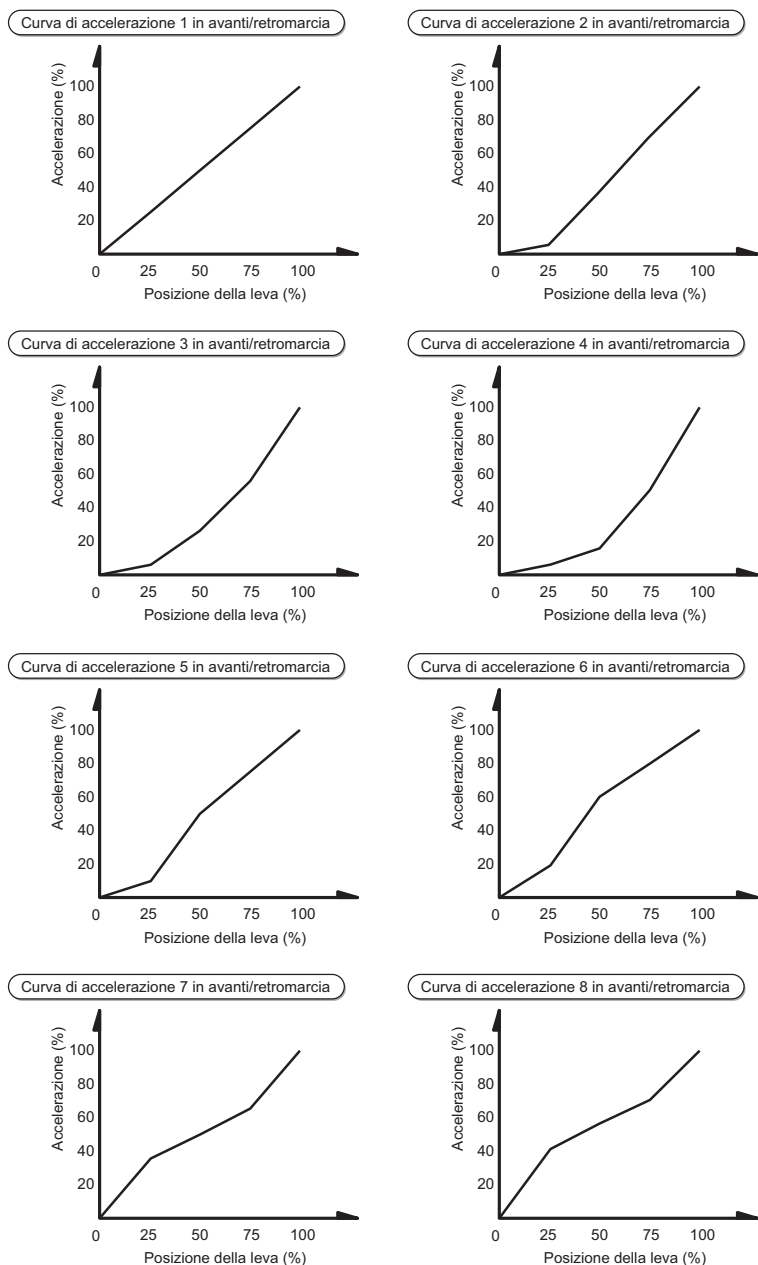 Curva di accelerazione 1 in avanti/retromarcia
Accelerazione (%)
100
80
60
40
20
0 25 50 75 100
Posizione della leva (%)
Curva di accelerazione 2 in avanti/retromarcia
Accelerazione (%)
100
80
60
40
20
0 25 50 75 100
Posizione della leva (%)
Curva di accelerazione 3 in avanti/retromarcia
Accelerazione (%)
100
80
60
40
20
0 25 50 75 100
Posizione della leva (%)
Curva di accelerazione 4 in avanti/retromarcia
Accelerazione (%)
100
80
60
40
20
0 25 50 75 100
Posizione della leva (%)
Curva di accelerazione 5 in avanti/retromarcia
Accelerazione (%)
100
80
60
40
20
0 25 50 75 100
Posizione della leva (%)
Curva di accelerazione 6 in avanti/retromarcia
Accelerazione (%)
100
80
60
40
20
0 25 50 75 100
Posizione della leva (%)
Curva di accelerazione 7 in avanti/retromarcia
Accelerazione (%)
100
80
60
40
20
0 25 50 75 100
Posizione della leva (%)
Curva di accelerazione 8 in avanti/retromarcia
Accelerazione (%)
100
80
60
40
20
0 25 50 75 100
Posizione della leva (%)